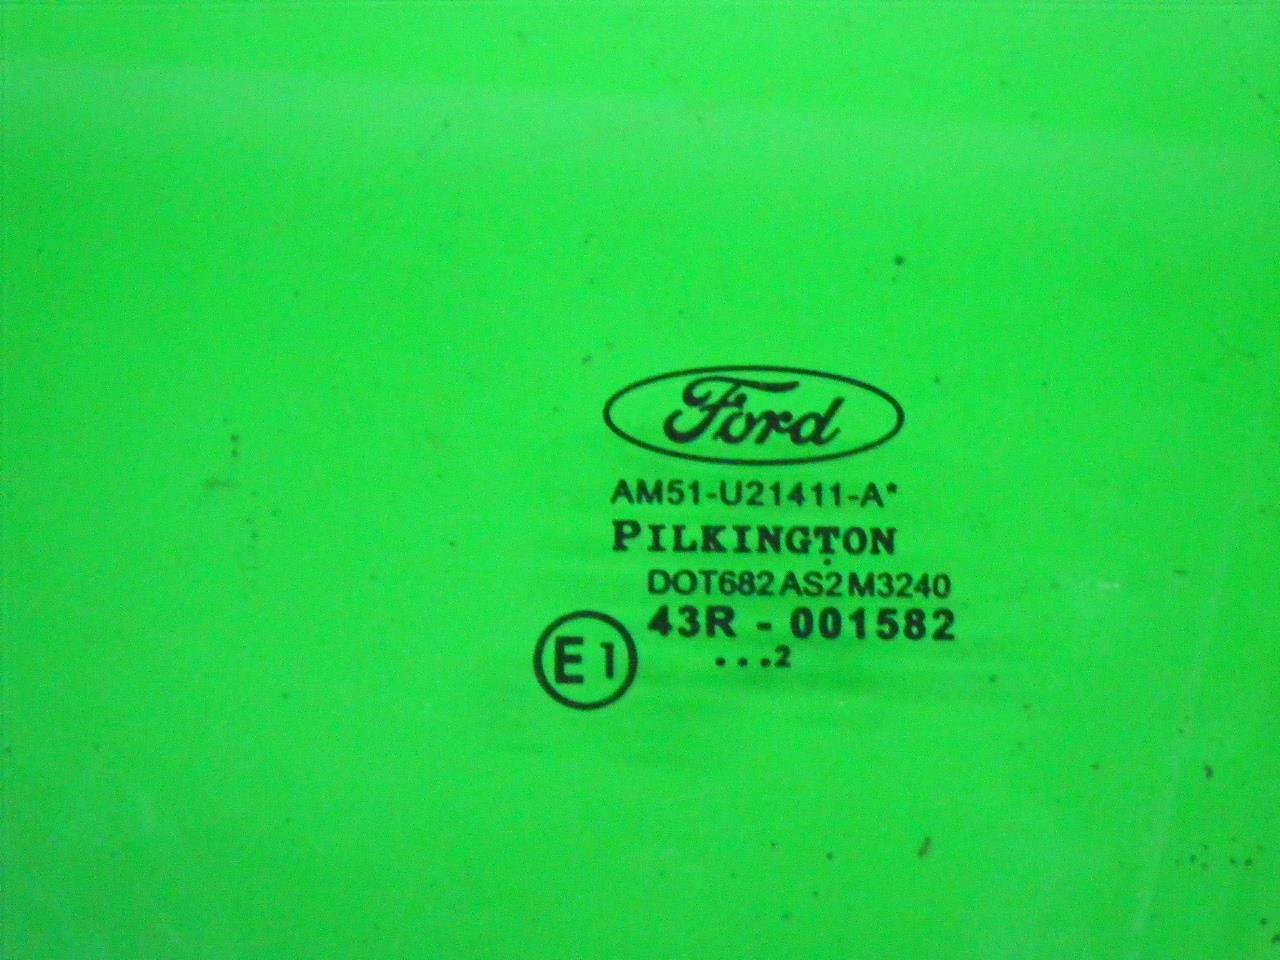 Ford
AM51-U21411-A*
PILKINGTON
DOT682 AS2 M3240
43R - 001582
E1
...2